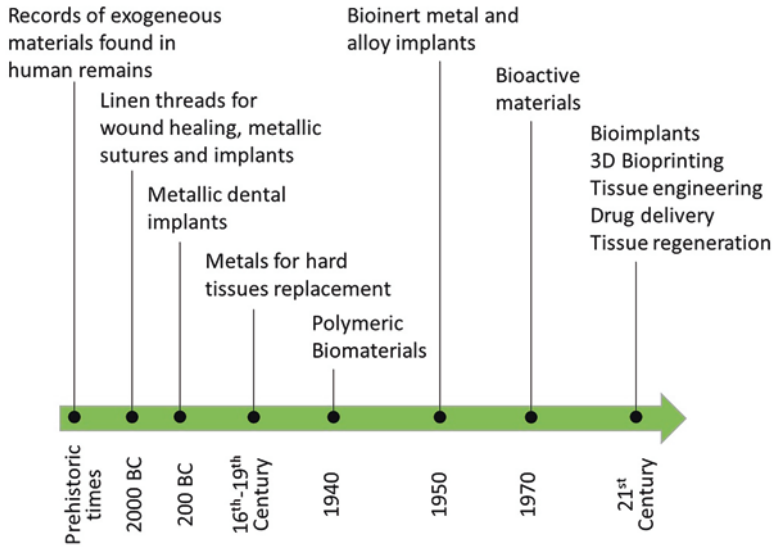 Records of exogeneous
materials found in
human remains
Linen threads for
wound healing, metallic
sutures and implants
Metallic dental
implants
Metals for hard
tissues replacement
Polymeric
Biomaterials
Bioinert metal and
alloy implants
Bioactive
materials
Bioimplants
3D Bioprinting
Tissue engineering
Drug delivery
Tissue regeneration
Prehistoric
times
2000 BC
200 BC
16th-19th
Century
1940
1950
1970
21st
Century